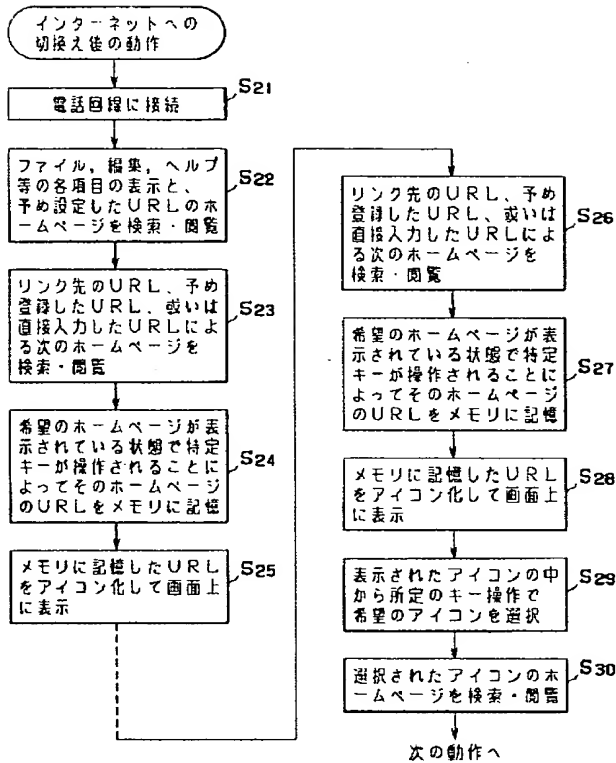 インターネットへの
切換え後の動作
S21
電話回線に接続
S22
ファイル，編集，ヘルプ
等の各項目の表示と、
予め設定したURLのホ
ームページを検索・閲覧
S23
リンク先のURL、予め
登録したURL、或いは
直接入力したURLによ
る次のホームページを
検索・閲覧
S24
希望のホームページが表
示されている状態で特定
キーが操作されることに
よってそのホームページ
のURLをメモリに記憶
S25
メモリに記憶したURL
をアイコン化して画面上
に表示
S26
リンク先のURL、予め
登録したURL、或いは
直接入力したURLによ
る次のホームページを
検索・閲覧
S27
希望のホームページが表
示されている状態で特定
キーが操作されることに
よってそのホームページ
のURLをメモリに記憶
S28
メモリに記憶したURL
をアイコン化して画面上
に表示
S29
表示されたアイコンの中
から所定のキー操作で
希望のアイコンを選択
S30
選択されたアイコンのホ
ームページを検索・閲覧
次の動作へ